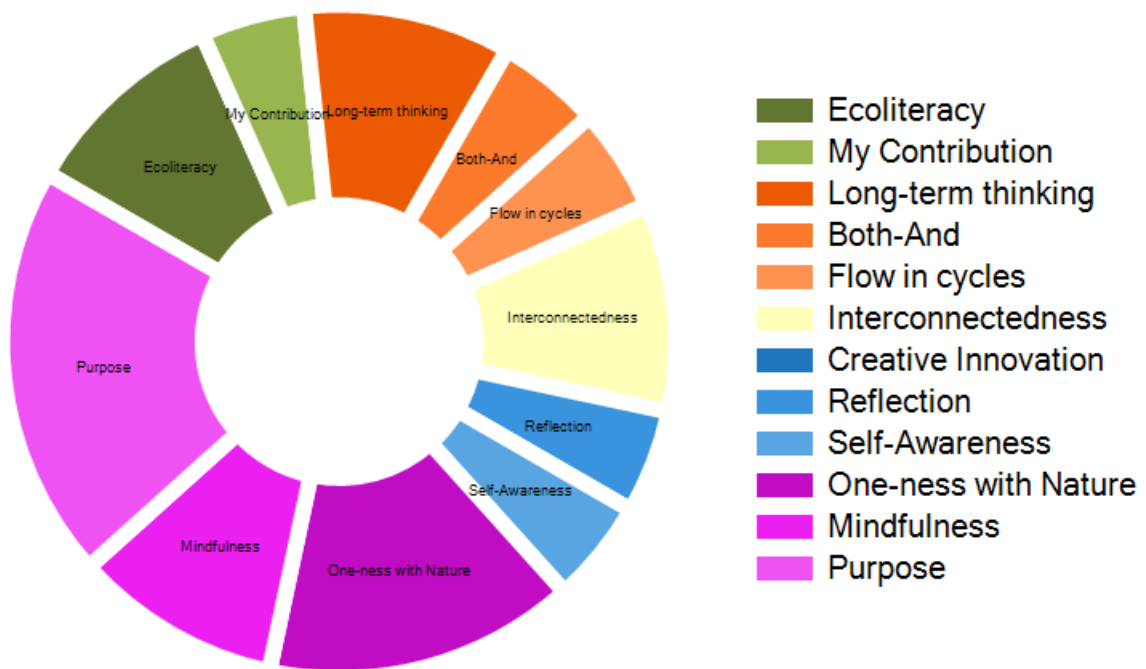 My Contribution
Long-term thinking
Both-And
Ecoliteracy
Flow in cycles
Interconnectedness
Purpose
Reflection
Self-Awareness
Mindfulness
One-ness with Nature
Ecoliteracy
My Contribution
Long-term thinking
Both-And
Flow in cycles
Interconnectedness
Creative Innovation
Reflection
Self-Awareness
One-ness with Nature
Mindfulness
Purpose